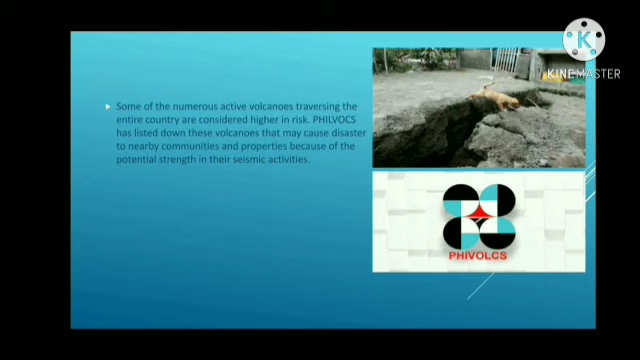 KINEMASTER
Some of the numerous active volcanoes traversing the
entire country are considered higher in risk. PHILVOCS
has listed down these volcanoes that may cause disaster
to nearby communities and properties because of the
potential strength in their seismic activities.
PHIVOLCS